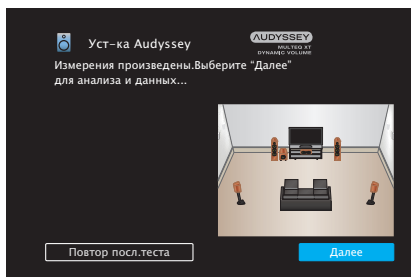 Уст-ка Audyssey
AUDYSSEY
MULTEQ XT
DYNAMIC VOLUME
Измерения произведены.Выберите “Далее”
для анализа и данных...
Повтор посл.теста
Далее